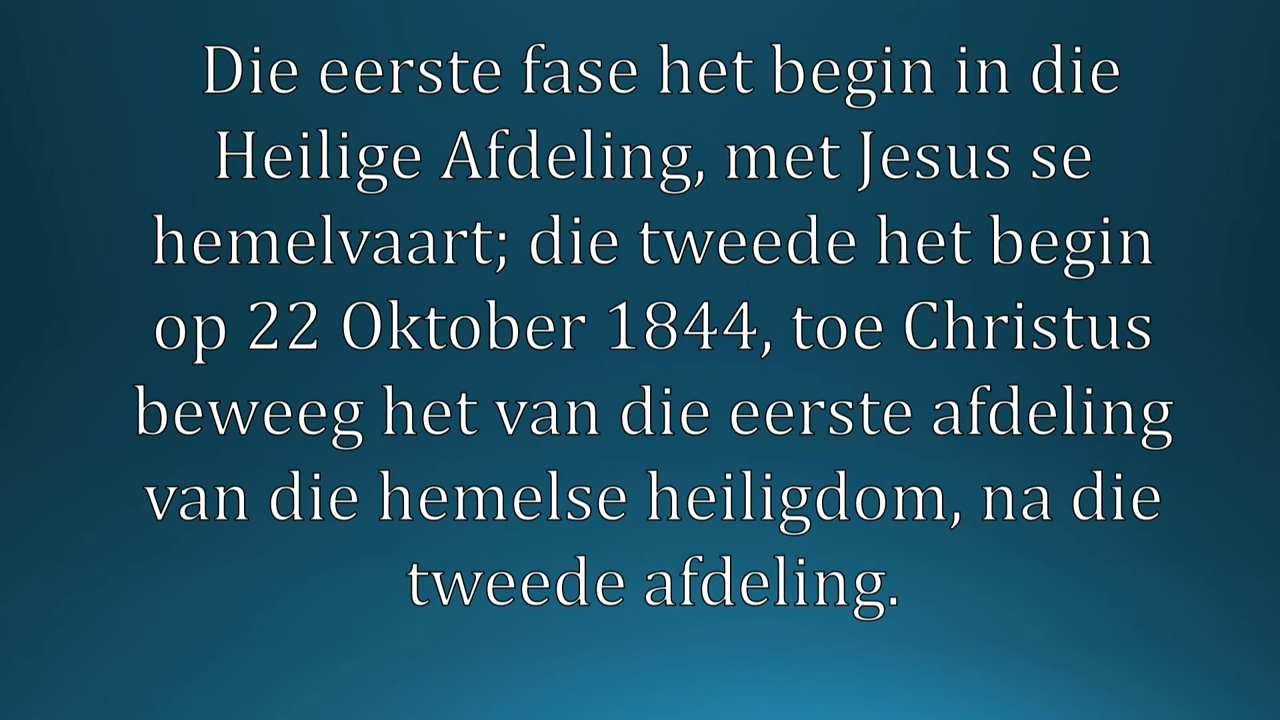 Die eerste fase het begin in die
Heilige Afdeling, met Jesus se
hemelvaart; die tweede het begin
op 22 Oktober 1844, toe Christus
beweeg het van die eerste afdeling
van die hemelse heiligdom, na die
tweede afdeling.